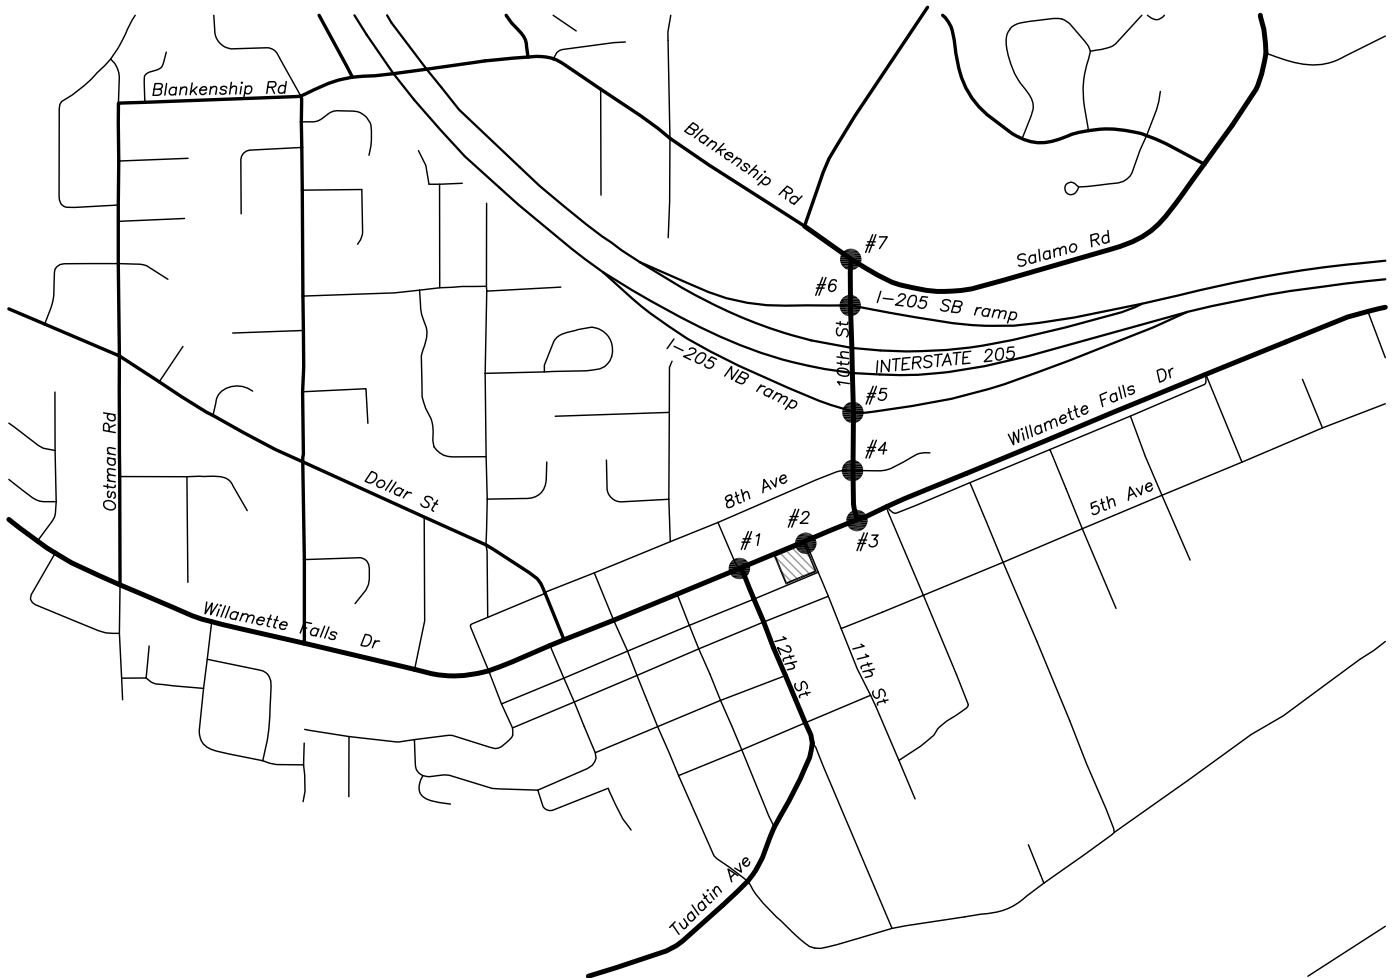 Blankenship Rd
Blankenship Rd
#7
Salamo Rd
#6
I-205 SB ramp
10th St
INTERSTATE 205
I-205 NB ramp
#5
Willamette Falls Dr
Ostman Rd
#4
Dollar St
8th Ave
5th Ave
#2
#1
#3
Willamette Falls Dr
12th St
11th St
Tualatin Ave